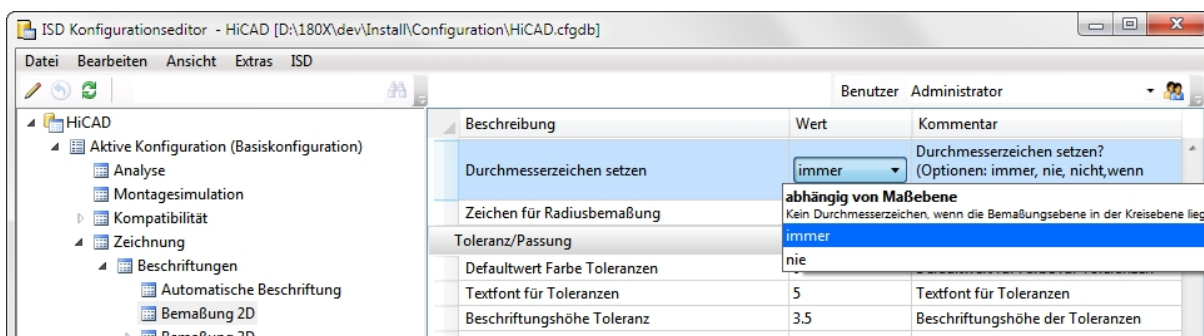 ISD Konfigurationseditor - HiCAD [D:\180X\dev\Install\Configuration\HiCAD.cfgdb]
Datei Bearbeiten Ansicht Extras ISD
Benutzer Administrator
HiCAD
Aktive Konfiguration (Basiskonfiguration)
Analyse
Montagesimulation
Kompatibilität
Zeichnung
Beschriftungen
Automatische Beschriftung
Bemaßung 2D
Bemaßung 3D
Beschreibung Wert Kommentar
Durchmesserzeichen setzen immer Durchmesserzeichen setzen?
(Optionen: immer, nie, nicht,wenn
abhängig von Maßebene
Kein Durchmesserzeichen, wenn die Bemaßungsebene in der Kreisebene lieg
immer
nie
Zeichen für Radiusbemaßung
Toleranz/Passung
Defaultwert Farbe Toleranzen
Textfont für Toleranzen 5 Textfont für Toleranzen
Beschriftungshöhe Toleranz 3.5 Beschriftungshöhe der Toleranzen